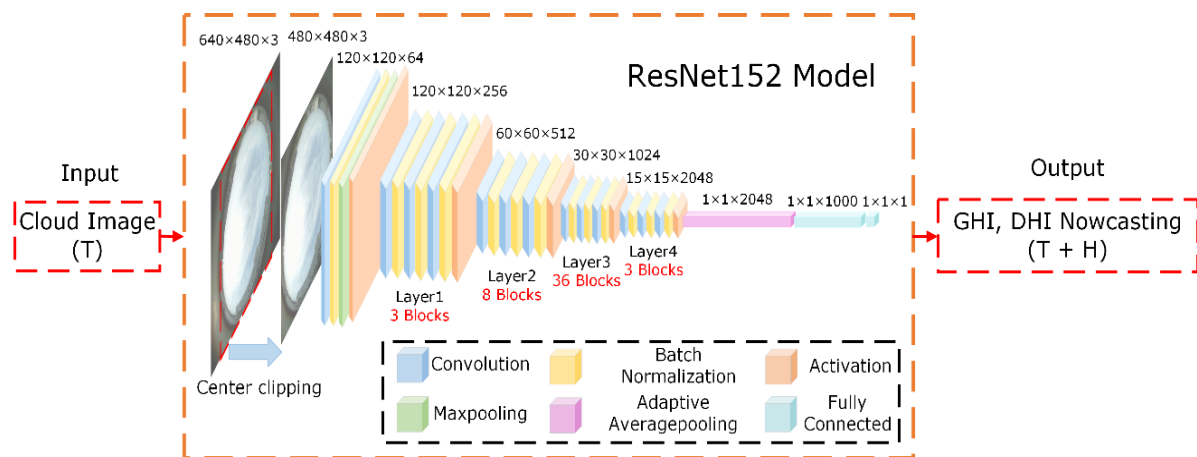 ResNet152 Model
Input
Cloud Image
(T)
640×480×3
480×480×3
120×120×64
120×120×256
60×60×512
30×30×1024
15×15×2048
1×1×2048
1×1×1000
1×1×1
Center clipping
Layer1
3 Blocks
Layer2
8 Blocks
Layer3
36 Blocks
Layer4
3 Blocks
Convolution
Batch
Normalization
Activation
Maxpooling
Adaptive
Averagepooling
Fully
Connected
Output
GHI, DHI Nowcasting
(T + H)